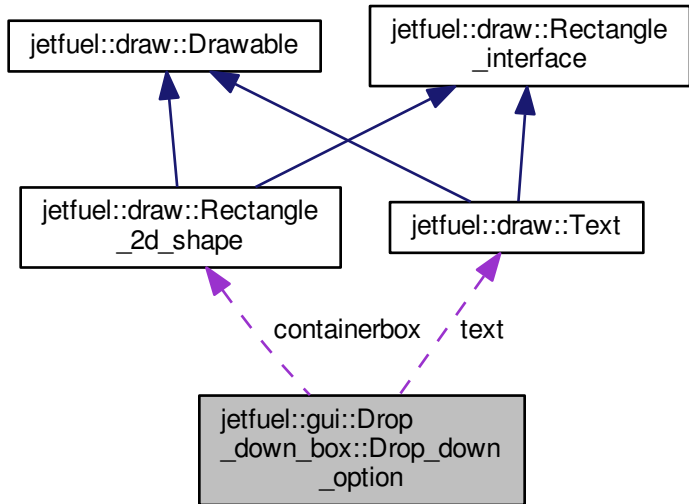 jetfuel::draw::Drawable
jetfuel::draw::Rectangle
_interface
jetfuel::draw::Rectangle
_2d_shape
jetfuel::draw::Text
containerbox
text
jetfuel::gui::Drop
_down_box::Drop_down
_option